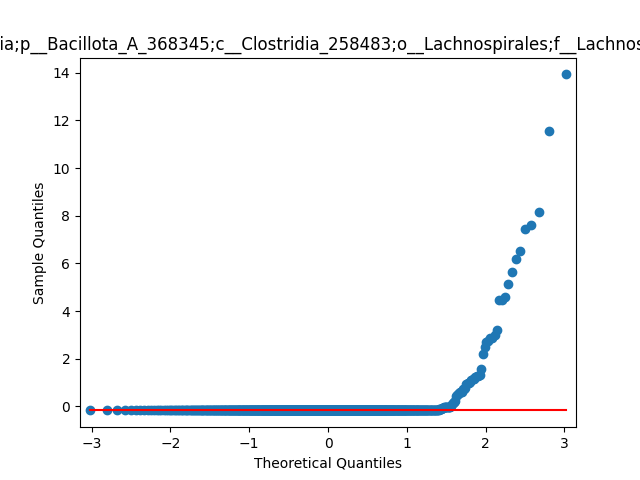 ia;p__Bacillota_A_368345;c__Clostridia_258483;o__Lachnospirales;f__Lachnos
14
12
10
8
6
4
2
0
−3 −2 −1 0 1 2 3
Sample Quantiles
Theoretical Quantiles